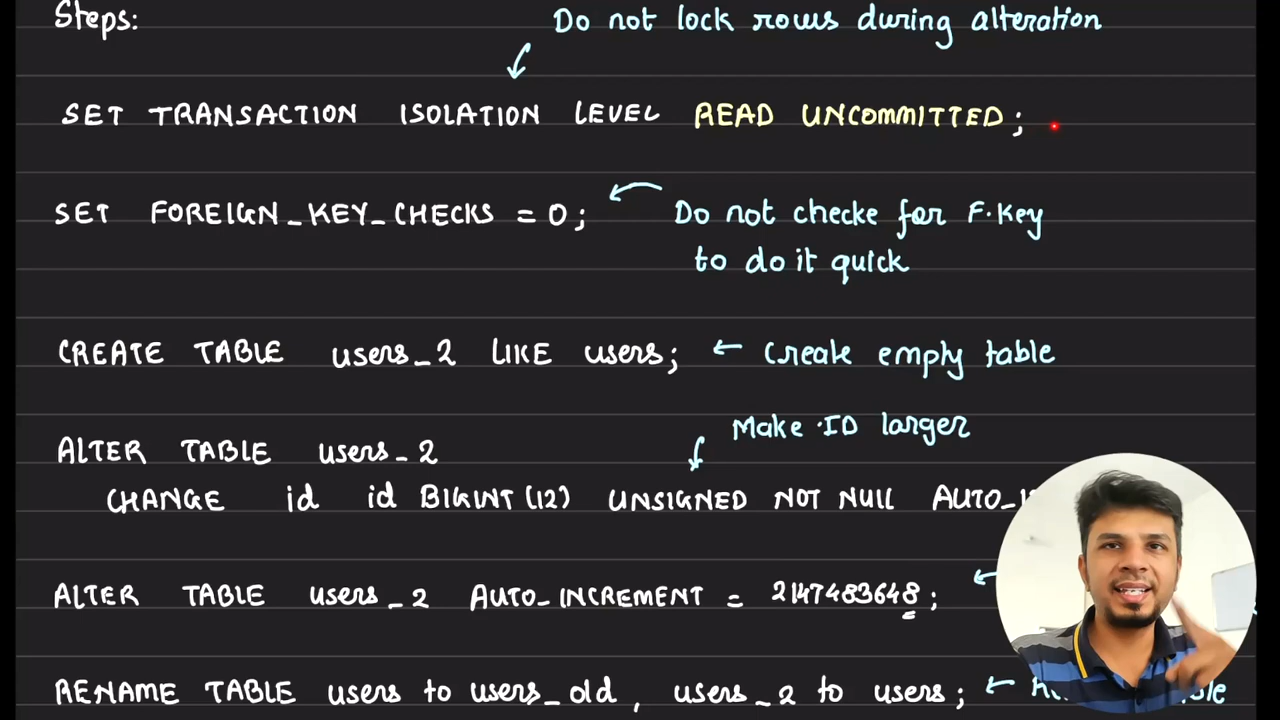 Steps:
Do not lock rows during alteration
SET TRANSACTION ISOLATION LEVEL READ UNCOMMITTED;
SET FOREIGN_KEY_CHECKS = 0;
Do not checke for F.Key
to do it quick
CREATE TABLE users_2 LIKE users;
Create empty table
Make ID larger
ALTER TABLE users_2
CHANGE id id BIGINT (12) UNSIGNED NOT NULL
ALTER TABLE users_2 AUTO_INCREMENT = 2147483648;
RENAME TABLE users to users_old, users_2 to users;